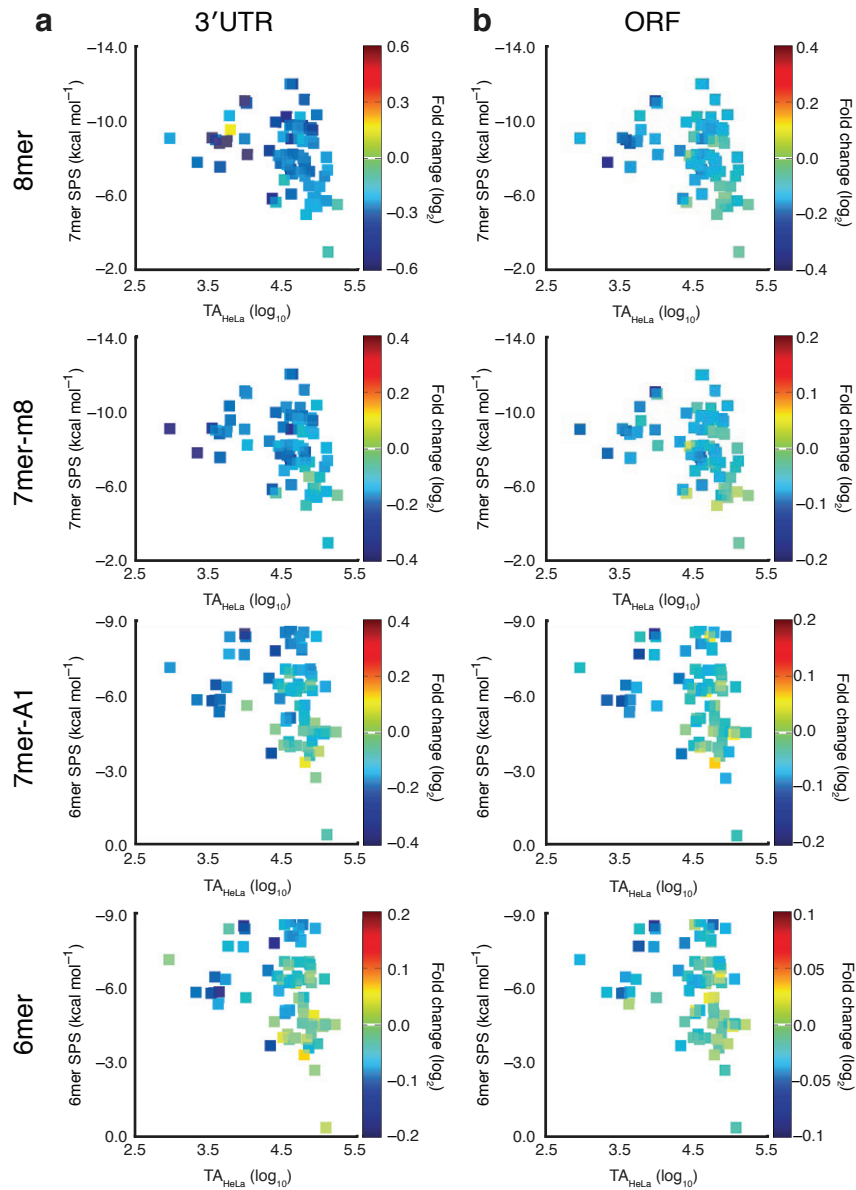 a 3′UTR
b ORF
8mer
7mer SPS (kcal mol−1)
−14.0
−10.0
−6.0
−2.0
2.5 3.5 4.5 5.5
TAHeLa (log10)
0.6
0.3
0.0
−0.3
−0.6
Fold change (log2)
7mer SPS (kcal mol−1)
−14.0
−10.0
−6.0
−2.0
2.5 3.5 4.5 5.5
TAHeLa (log10)
0.4
0.2
0.0
−0.2
−0.4
Fold change (log2)
7mer-m8
7mer SPS (kcal mol−1)
−14.0
−10.0
−6.0
−2.0
2.5 3.5 4.5 5.5
TAHeLa (log10)
0.4
0.2
0.0
−0.2
−0.4
Fold change (log2)
7mer SPS (kcal mol−1)
−14.0
−10.0
−6.0
−2.0
2.5 3.5 4.5 5.5
TAHeLa (log10)
0.2
0.1
0.0
−0.1
−0.2
Fold change (log2)
7mer-A1
6mer SPS (kcal mol−1)
−9.0
−6.0
−3.0
0.0
2.5 3.5 4.5 5.5
TAHeLa (log10)
0.4
0.2
0.0
−0.2
−0.4
Fold change (log2)
6mer SPS (kcal mol−1)
−9.0
−6.0
−3.0
0.0
2.5 3.5 4.5 5.5
TAHeLa (log10)
0.2
0.1
0.0
−0.1
−0.2
Fold change (log2)
6mer
6mer SPS (kcal mol−1)
−9.0
−6.0
−3.0
0.0
2.5 3.5 4.5 5.5
TAHeLa (log10)
0.2
0.1
0.0
−0.1
−0.2
Fold change (log2)
6mer SPS (kcal mol−1)
−9.0
−6.0
−3.0
0.0
2.5 3.5 4.5 5.5
TAHeLa (log10)
0.1
0.05
0.0
−0.05
−0.1
Fold change (log2)